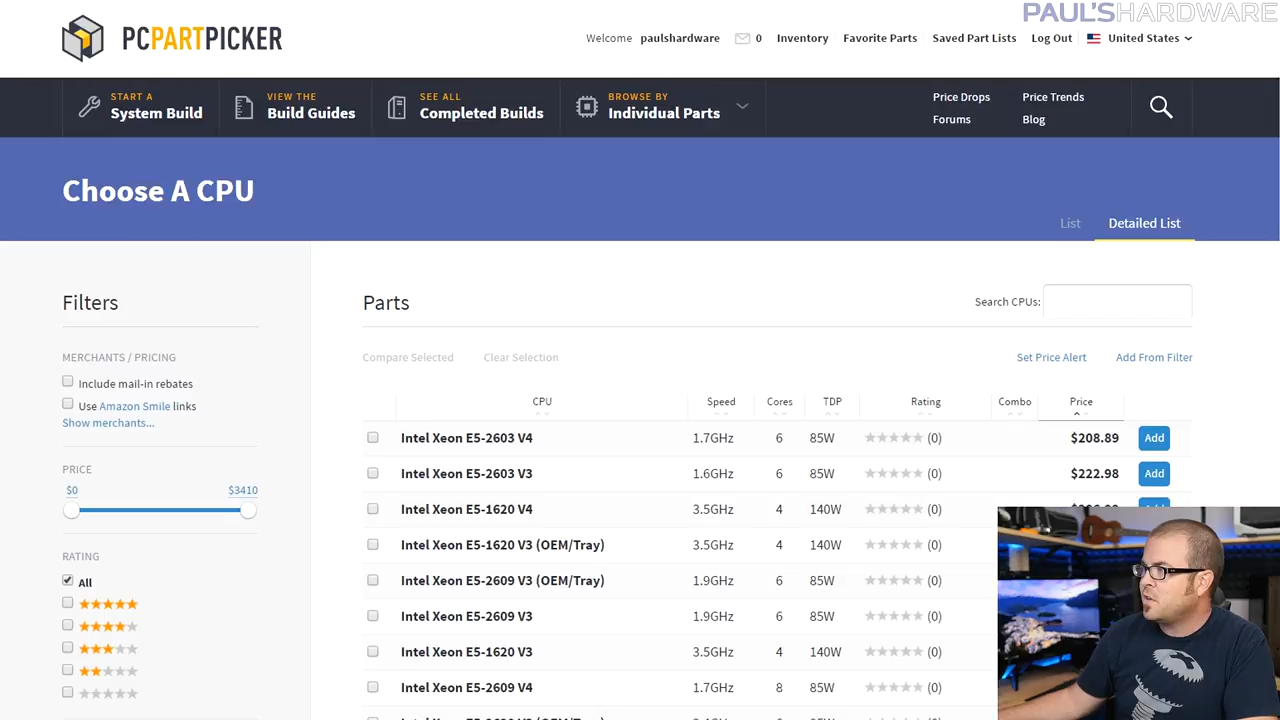 PAUL'SHARDWARE
PCPARTPICKER
Welcome paulshardware 0 Inventory Favorite Parts Saved Part Lists Log Out United States
START A
System Build
VIEW THE
Build Guides
SEE ALL
Completed Builds
BROWSE BY
Individual Parts
Price Drops
Price Trends
Forums
Blog
Choose A CPU
List
Detailed List
Filters
MERCHANTS / PRICING
Include mail-in rebates
Use Amazon Smile links
Show merchants...
PRICE
$0 $3410
RATING
All
Parts
Search CPUs:
Compare Selected Clear Selection Set Price Alert Add From Filter
CPU Speed Cores TDP Rating Combo Price
Intel Xeon E5-2603 V4 1.7GHz 6 85W (0) $208.89 Add
Intel Xeon E5-2603 V3 1.6GHz 6 85W (0) $222.98 Add
Intel Xeon E5-1620 V4 3.5GHz 4 140W (0)
Intel Xeon E5-1620 V3 (OEM/Tray) 3.5GHz 4 140W (0)
Intel Xeon E5-2609 V3 (OEM/Tray) 1.9GHz 6 85W (0)
Intel Xeon E5-2609 V3 1.9GHz 6 85W (0)
Intel Xeon E5-1620 V3 3.5GHz 4 140W (0)
Intel Xeon E5-2609 V4 1.7GHz 8 85W (0)